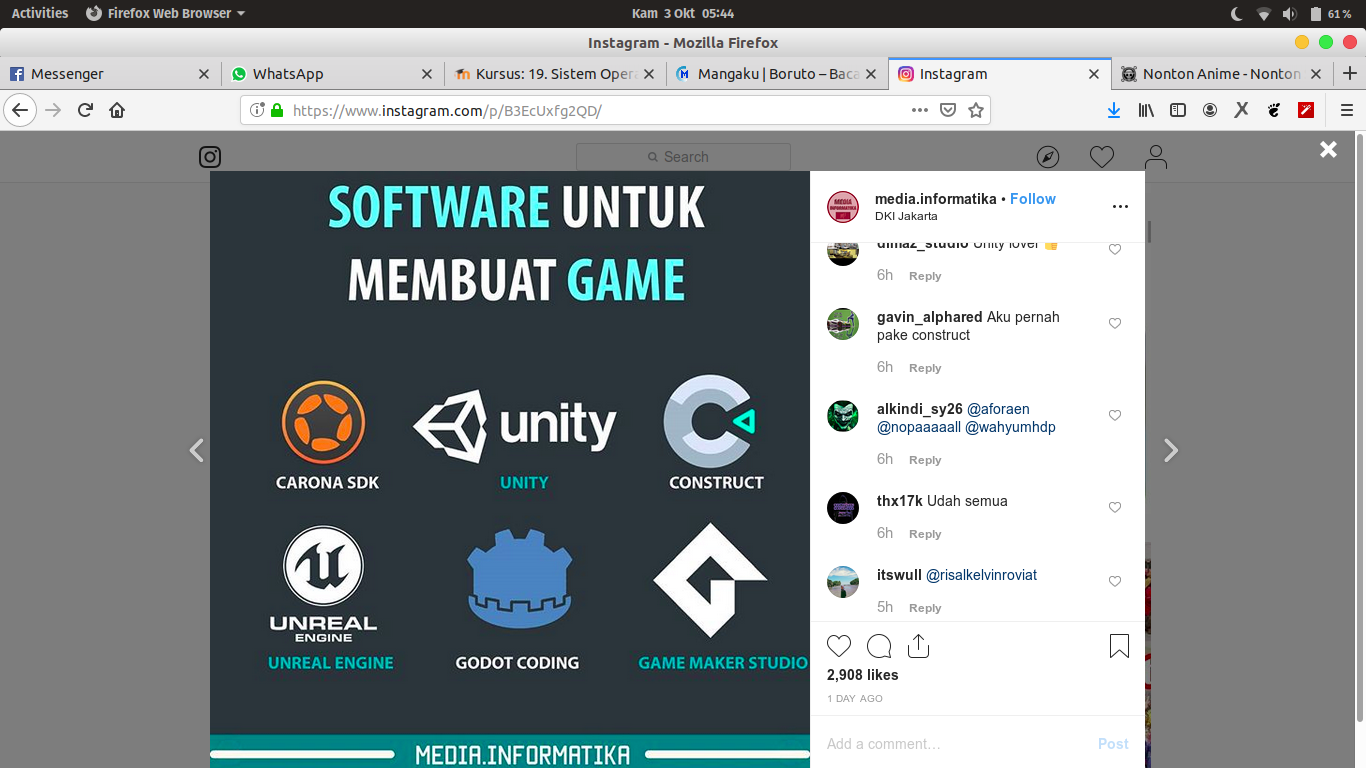 Activities Firefox Web Browser Kam 3 Okt 05:44 61 %
Instagram - Mozilla Firefox
Messenger WhatsApp Kursus: 19. Sistem Oper Mangaku | Boruto – Baca Instagram Nonton Anime - Nonton
https://www.instagram.com/p/B3EcUxfg2QD/
Search
SOFTWARE UNTUK
MEMBUAT GAME
unity
CARONA SDK UNITY CONSTRUCT
UNREAL
ENGINE
UNREAL ENGINE GODOT CODING GAME MAKER STUDIO
MEDIA.INFORMATIKA
media.informatika • Follow
DKI Jakarta
dimaz_studio Unity lover 👍
6h Reply
gavin_alphared Aku pernah
pake construct
6h Reply
alkindi_sy26 @aforaen
@nopaaaaall @wahyumhdp
6h Reply
thx17k Udah semua
6h Reply
itswull @risalkelvinroviat
5h Reply
2,908 likes
1 DAY AGO
Add a comment... Post